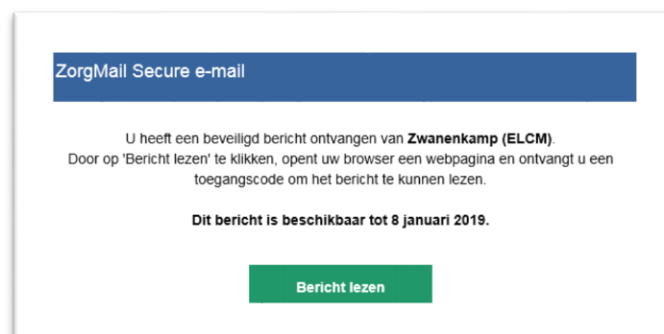 ZorgMail Secure e-mail
U heeft een beveiligd bericht ontvangen van Zwanenkamp (ELCM).
Door op 'Bericht lezen' te klikken, opent uw browser een webpagina en ontvangt u een
toegangscode om het bericht te kunnen lezen.
Dit bericht is beschikbaar tot 8 januari 2019.
Bericht lezen